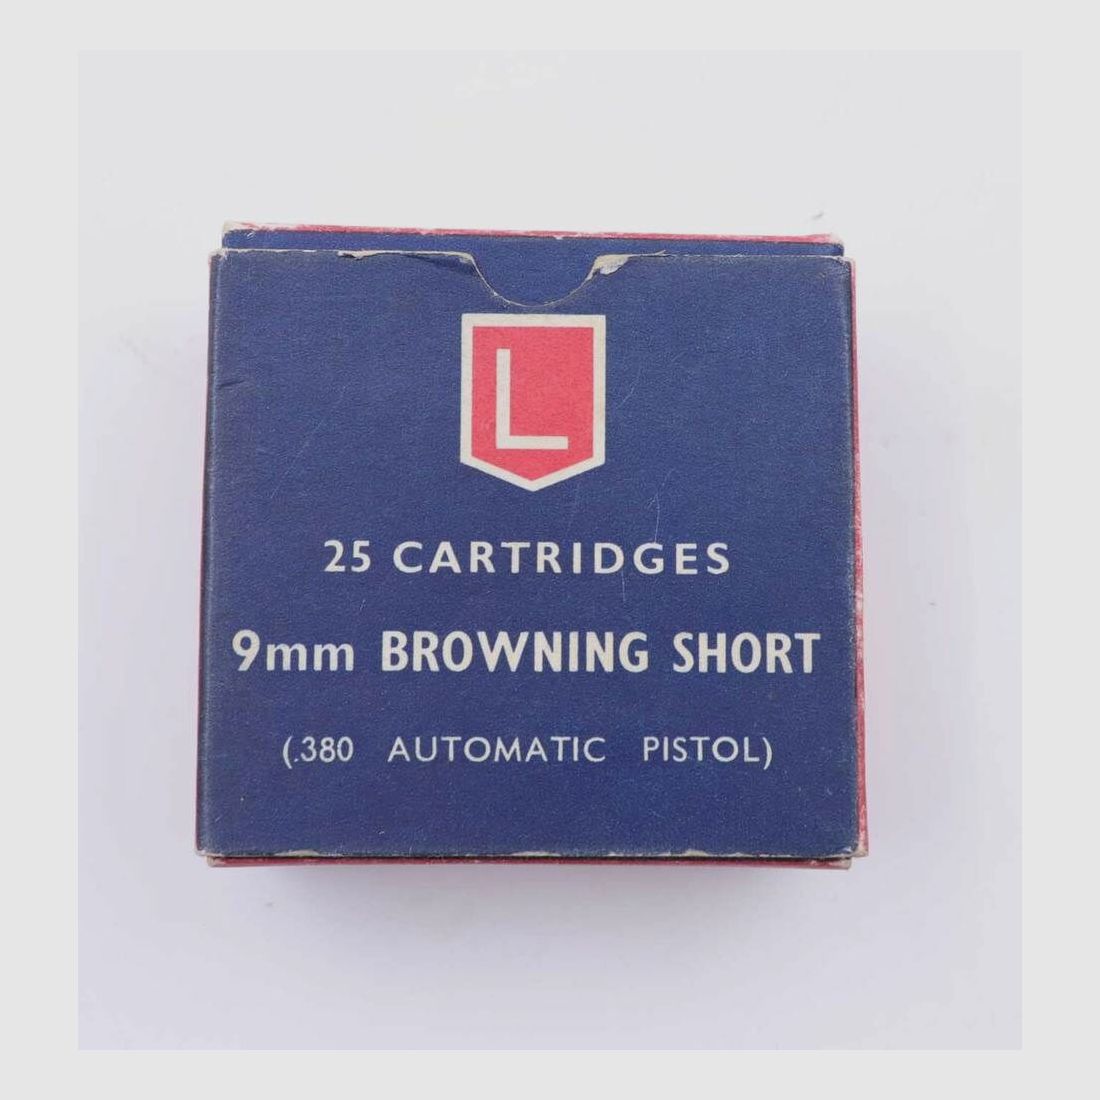 L
25 CARTRIDGES
9mm BROWNING SHORT
(.380 AUTOMATIC PISTOL)